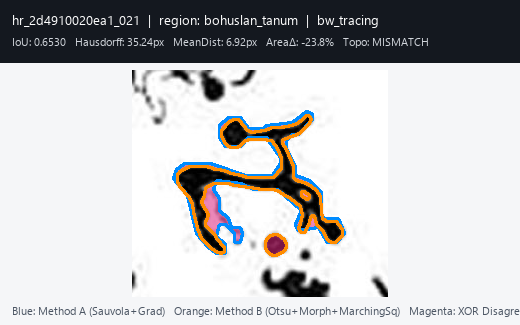 hr_2d4910020ea1_021 | region: bohuslan_tanum | bw_tracing
IoU: 0.6530 Hausdorff: 35.24px MeanDist: 6.92px AreaΔ: -23.8% Topo: MISMATCH
Blue: Method A (Sauvola+Grad) Orange: Method B (Otsu+Morph+MarchingSq) Magenta: XOR Disagre